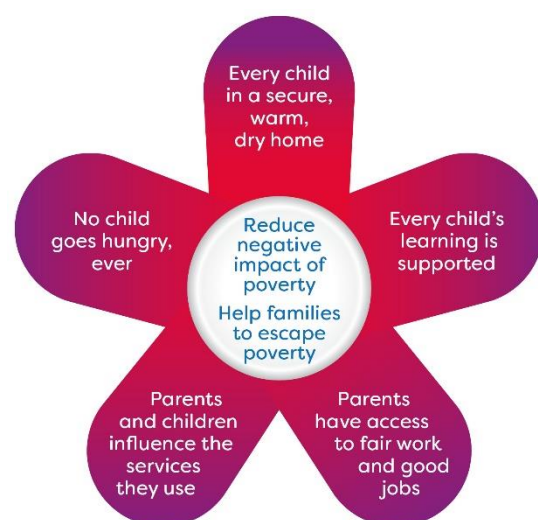 Every child
in a secure,
warm,
dry home
No child
goes hungry,
ever
Reduce
negative
impact of
poverty
Help families
to escape
poverty
Every child's
learning is
supported
Parents
and children
influence the
services
they use
Parents
have access
to fair work
and good
jobs